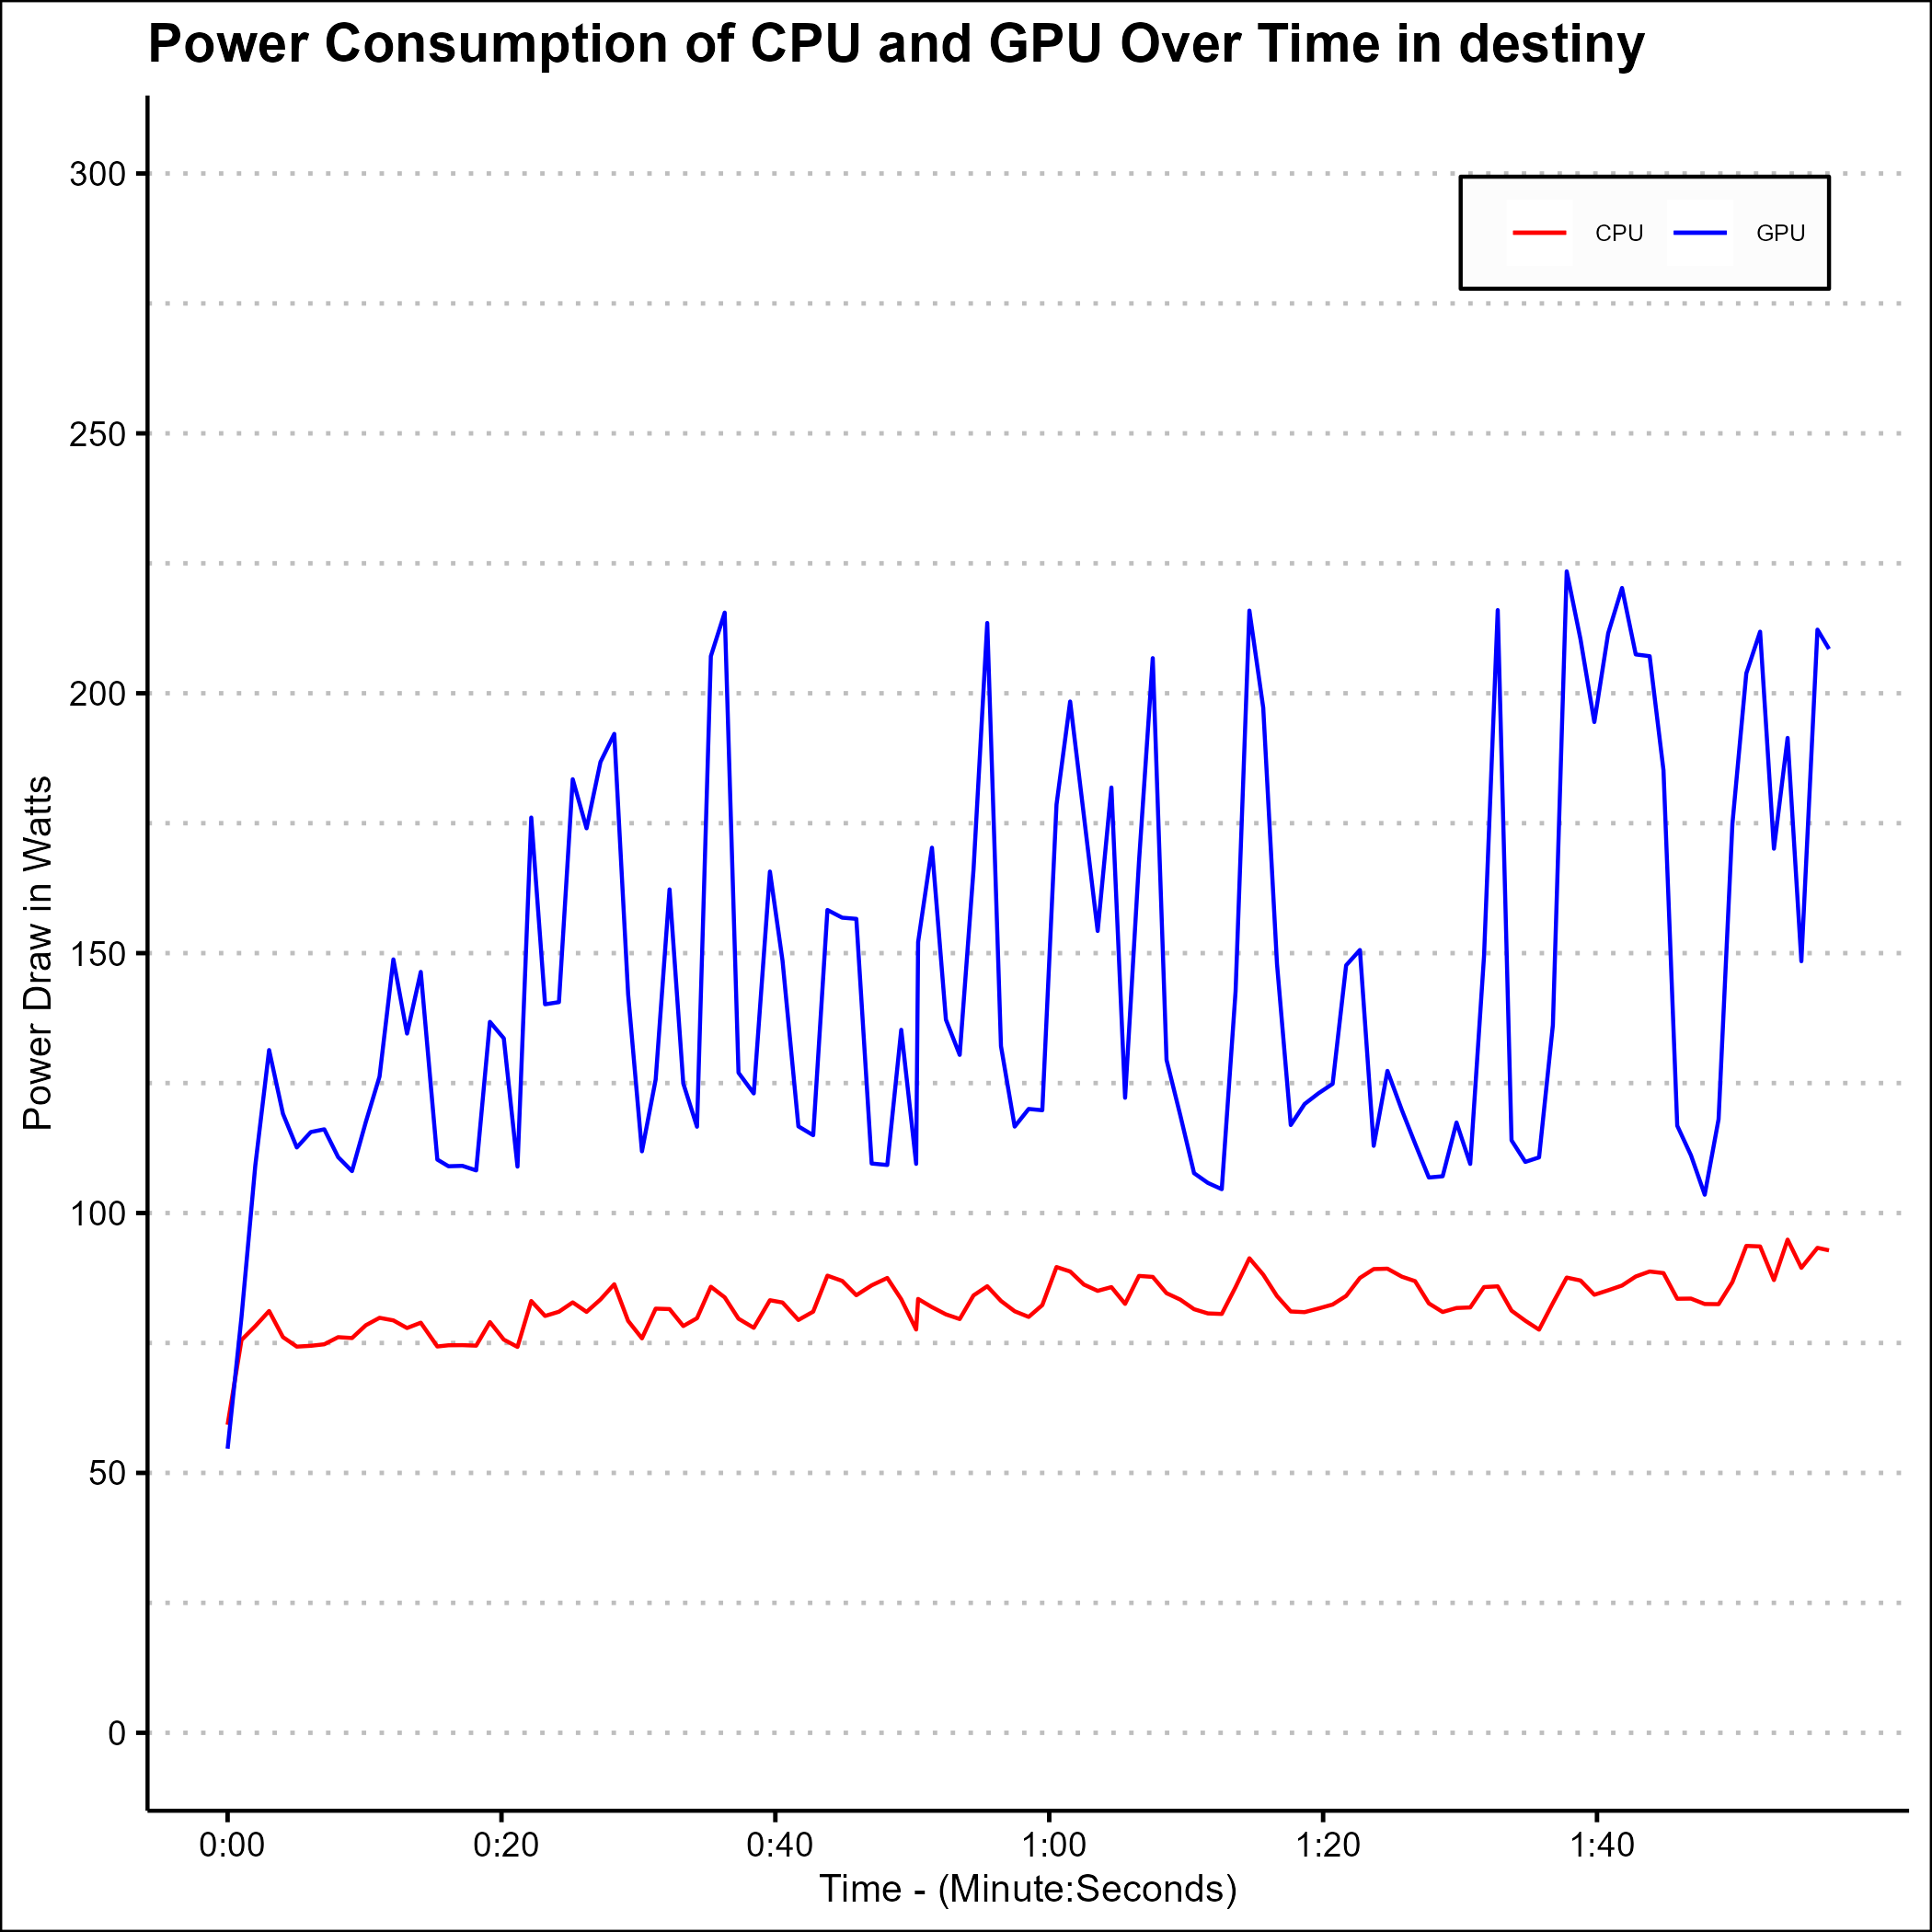 Power Consumption of CPU and GPU Over Time in destiny
300
CPU GPU
250
200
150
100
50
0
Power Draw in Watts
0:00 0:20 0:40 1:00 1:20 1:40
Time - (Minute:Seconds)